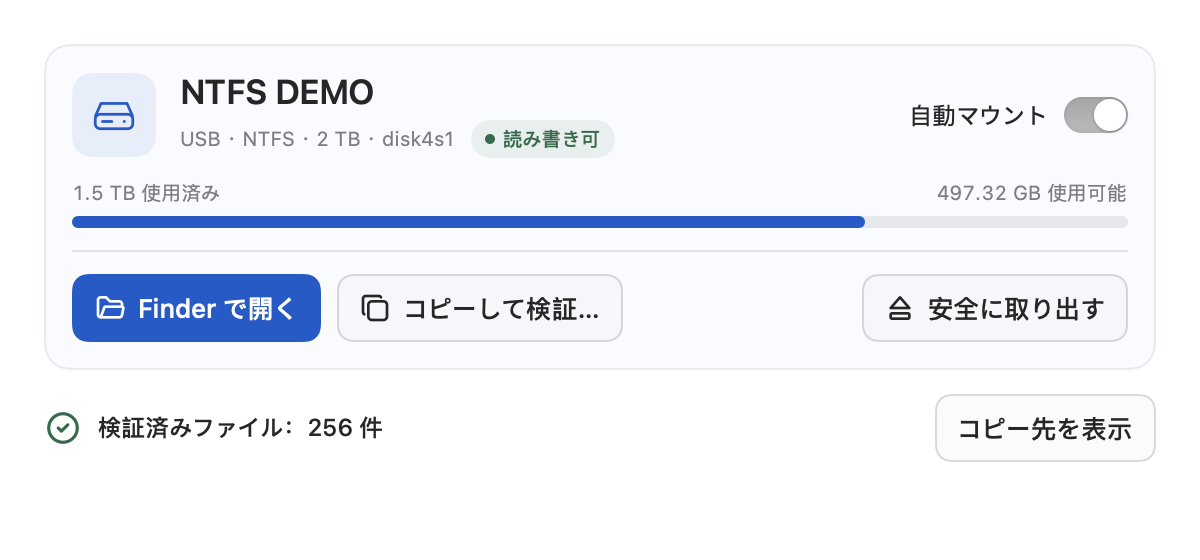 NTFS DEMO
USB · NTFS · 2 TB · disk4s1 読み書き可
自動マウント
1.5 TB 使用済み
497.32 GB 使用可能
Finder で開く
コピーして検証...
安全に取り出す
検証済みファイル： 256 件
コピー先を表示